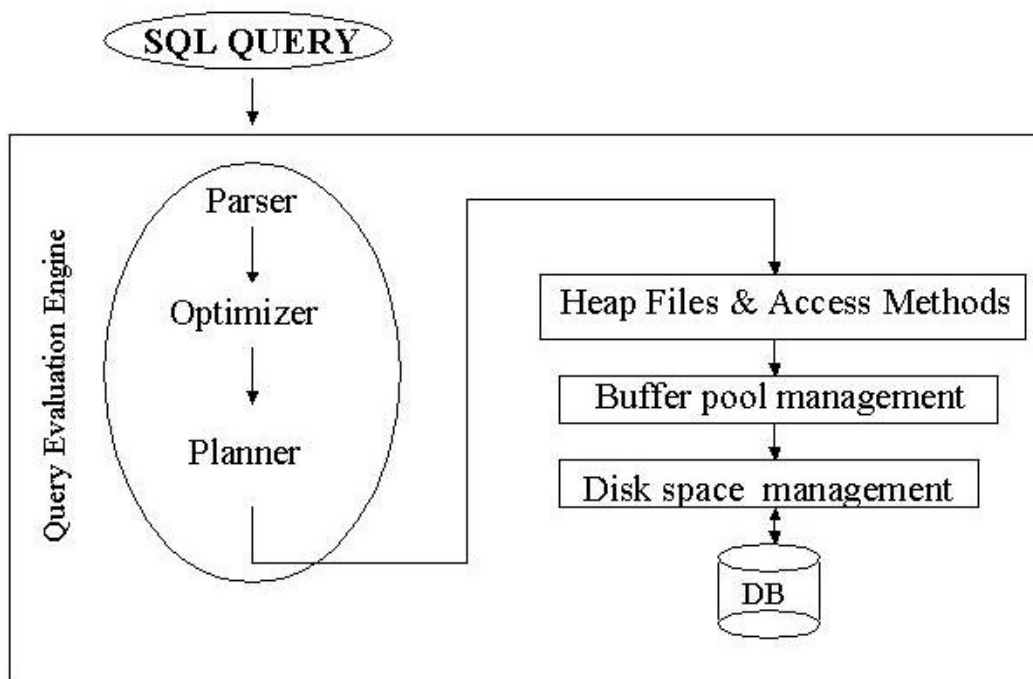 SQL QUERY
Query Evaluation Engine
Parser
Optimizer
Planner
Heap Files & Access Methods
Buffer pool management
Disk space management
DB